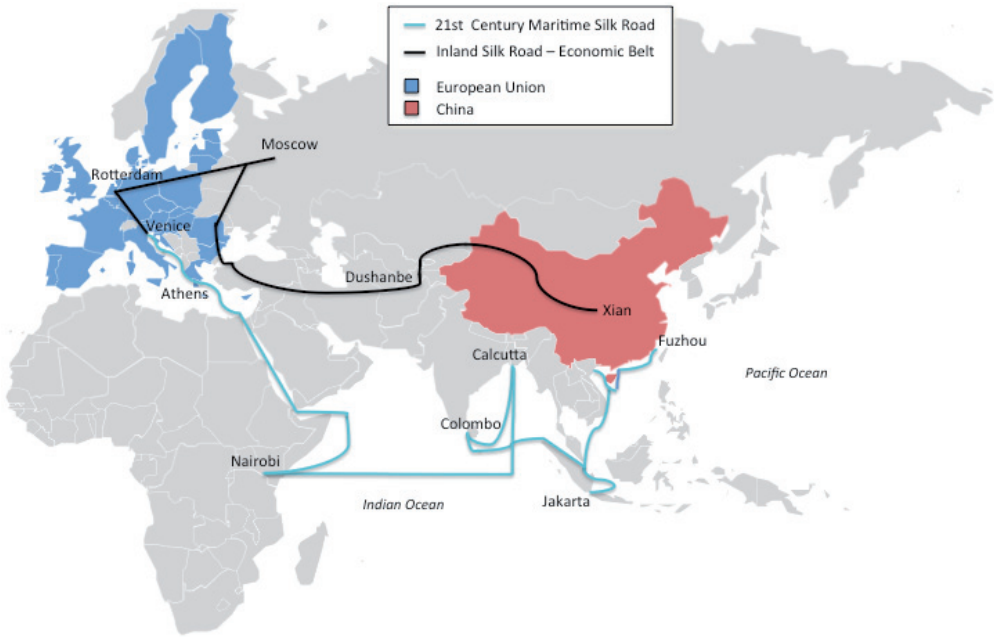 21st Century Maritime Silk Road
Inland Silk Road – Economic Belt
European Union
China
Moscow
Rotterdam
Venice
Athens
Dushanbe
Xian
Fuzhou
Calcutta
Pacific Ocean
Colombo
Nairobi
Indian Ocean
Jakarta